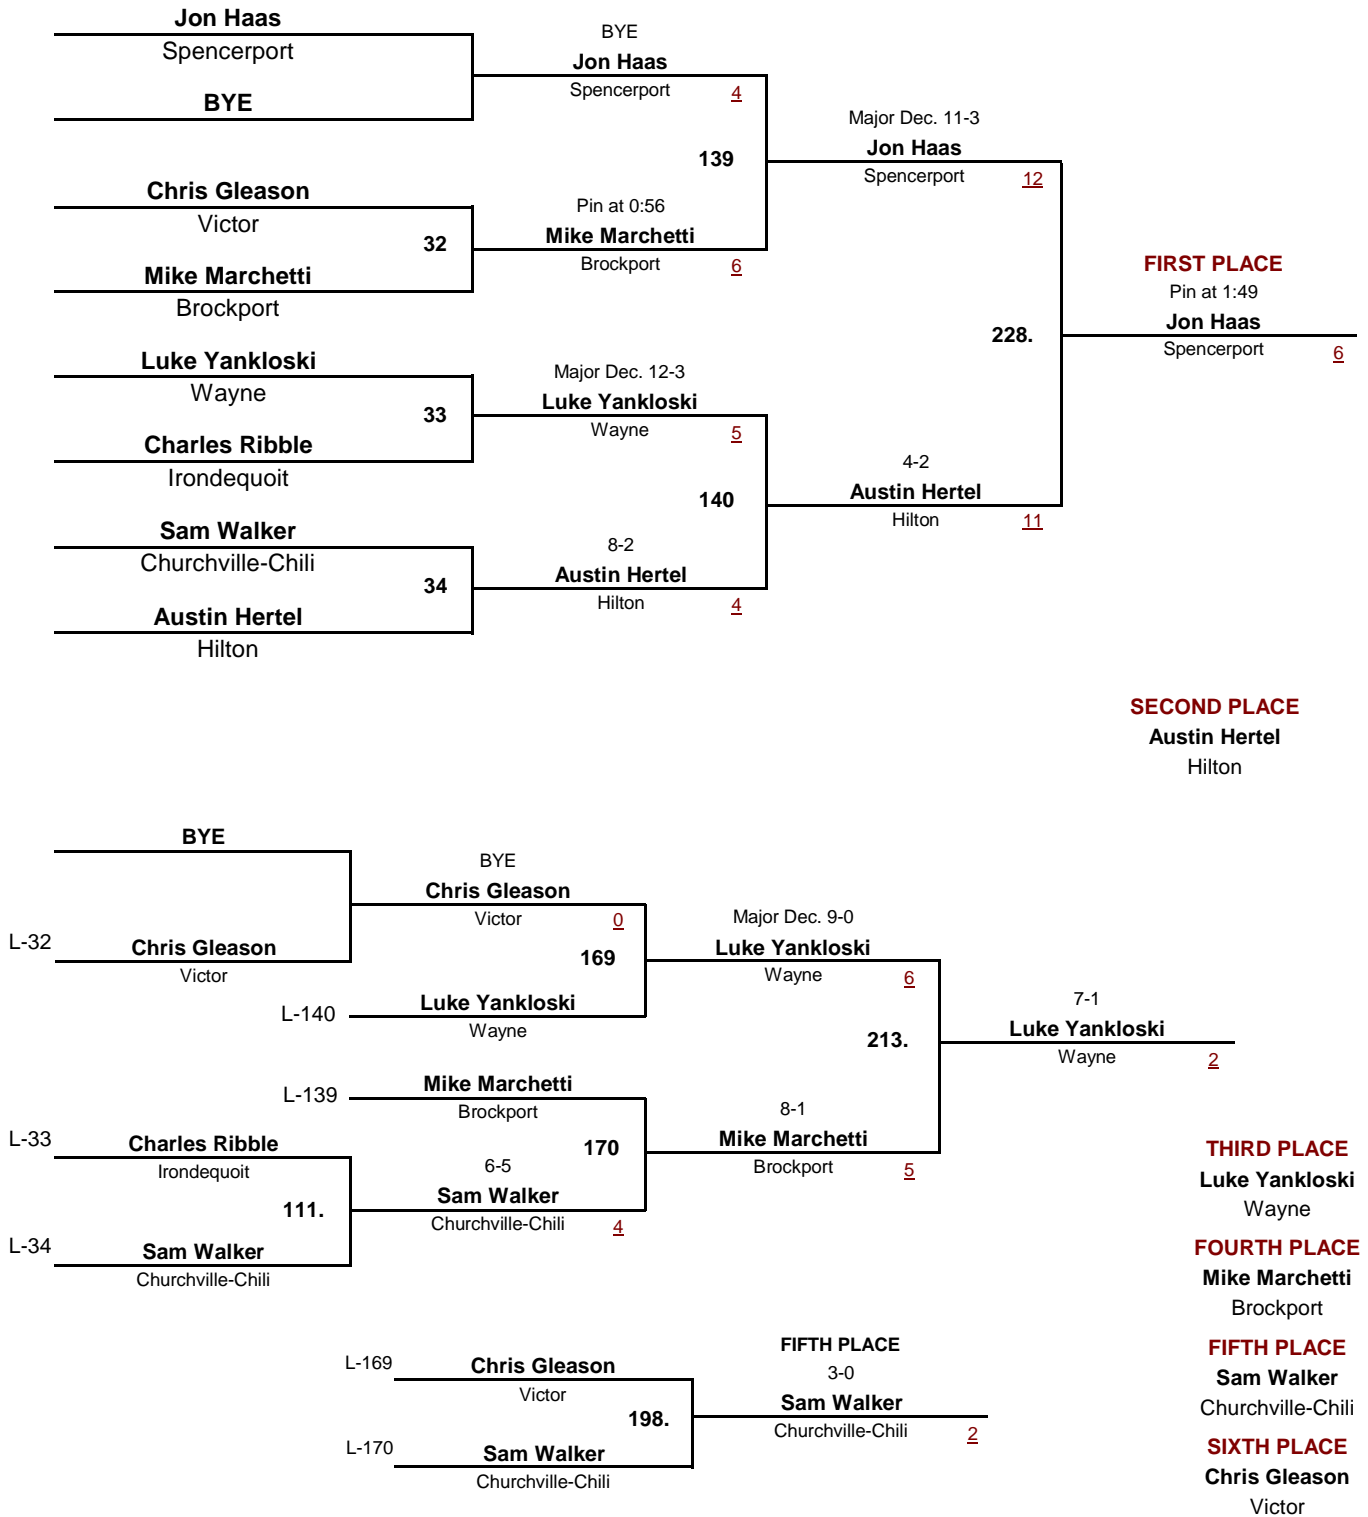 Jon Haas
Spencerport
BYE
BYE
Jon Haas
Spencerport 4
139
Major Dec. 11-3
Jon Haas
Spencerport 12
Chris Gleason
Victor
32
Mike Marchetti
Brockport
Pin at 0:56
Mike Marchetti
Brockport 6
FIRST PLACE
Pin at 1:49
Jon Haas
Spencerport 6
228.
Luke Yankloski
Wayne
33
Charles Ribble
Irondequoit
Major Dec. 12-3
Luke Yankloski
Wayne 5
140
4-2
Austin Hertel
Hilton 11
Sam Walker
Churchville-Chili
34
Austin Hertel
Hilton
8-2
Austin Hertel
Hilton 4
SECOND PLACE
Austin Hertel
Hilton
BYE
BYE
Chris Gleason
Victor 0
L-32
Chris Gleason
Victor
169
Major Dec. 9-0
Luke Yankloski
Wayne 6
L-140
Luke Yankloski
Wayne
213.
7-1
Luke Yankloski
Wayne 2
L-139
Mike Marchetti
Brockport
L-33
Charles Ribble
Irondequoit
170
8-1
Mike Marchetti
Brockport 5
111.
6-5
Sam Walker
Churchville-Chili 4
L-34
Sam Walker
Churchville-Chili
THIRD PLACE
Luke Yankloski
Wayne
FOURTH PLACE
Mike Marchetti
Brockport
L-169
Chris Gleason
Victor
198.
FIFTH PLACE
3-0
Sam Walker
Churchville-Chili 2
L-170
Sam Walker
Churchville-Chili
FIFTH PLACE
Sam Walker
Churchville-Chili
SIXTH PLACE
Chris Gleason
Victor